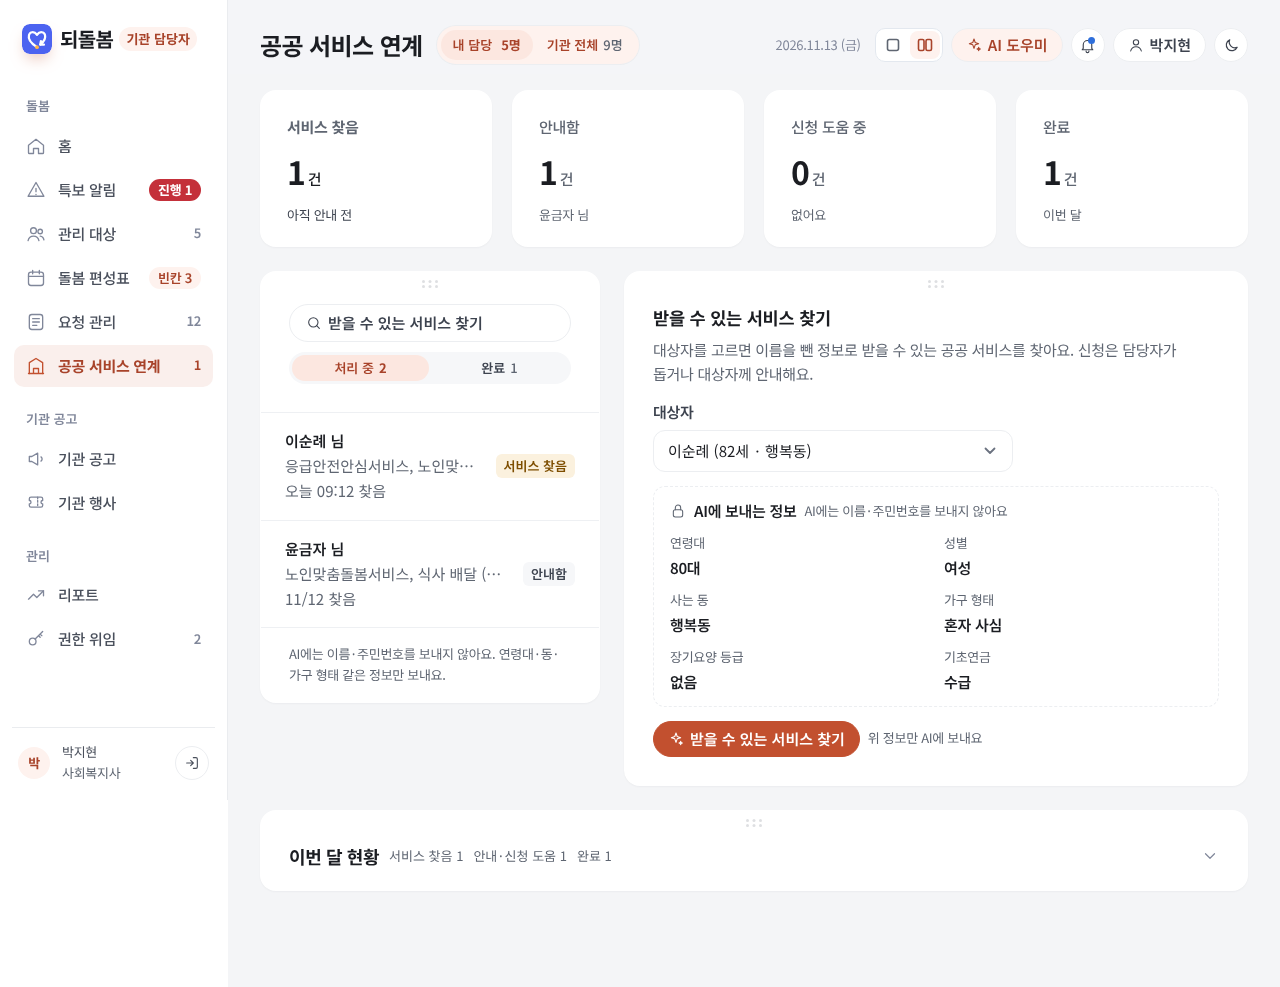 되돌봄 기관 담당자
돌봄
홈
특보 알림 진행 1
관리 대상 5
돌봄 편성표 빈칸 3
요청 관리 12
공공 서비스 연계 1
기관 공고
기관 공고
기관 행사
관리
리포트
권한 위임 2
박 박지현
사회복지사
공공 서비스 연계 내 담당 5명 기관 전체 9명 2026.11.13 (금) AI 도우미 박지현
서비스 찾음
1건
아직 안내 전
안내함
1건
윤금자 님
신청 도움 중
0건
없어요
완료
1건
이번 달
받을 수 있는 서비스 찾기
처리 중 2 완료 1
이순례 님
응급안전안심서비스, 노인맞⋯ 서비스 찾음
오늘 09:12 찾음
윤금자 님
노인맞춤돌봄서비스, 식사 배달 (⋯ 안내함
11/12 찾음
AI에는 이름·주민번호를 보내지 않아요. 연령대·동·
가구 형태 같은 정보만 보내요.
받을 수 있는 서비스 찾기
대상자를 고르면 이름을 뺀 정보로 받을 수 있는 공공 서비스를 찾아요. 신청은 담당자가
돕거나 대상자께 안내해요.
대상자
이순례 (82세 · 행복동)
AI에 보내는 정보 AI에는 이름·주민번호를 보내지 않아요
연령대 성별
80대 여성
사는 동 가구 형태
행복동 혼자 사심
장기요양 등급 기초연금
없음 수급
받을 수 있는 서비스 찾기 위 정보만 AI에 보내요
이번 달 현황 서비스 찾음 1 안내·신청 도움 1 완료 1